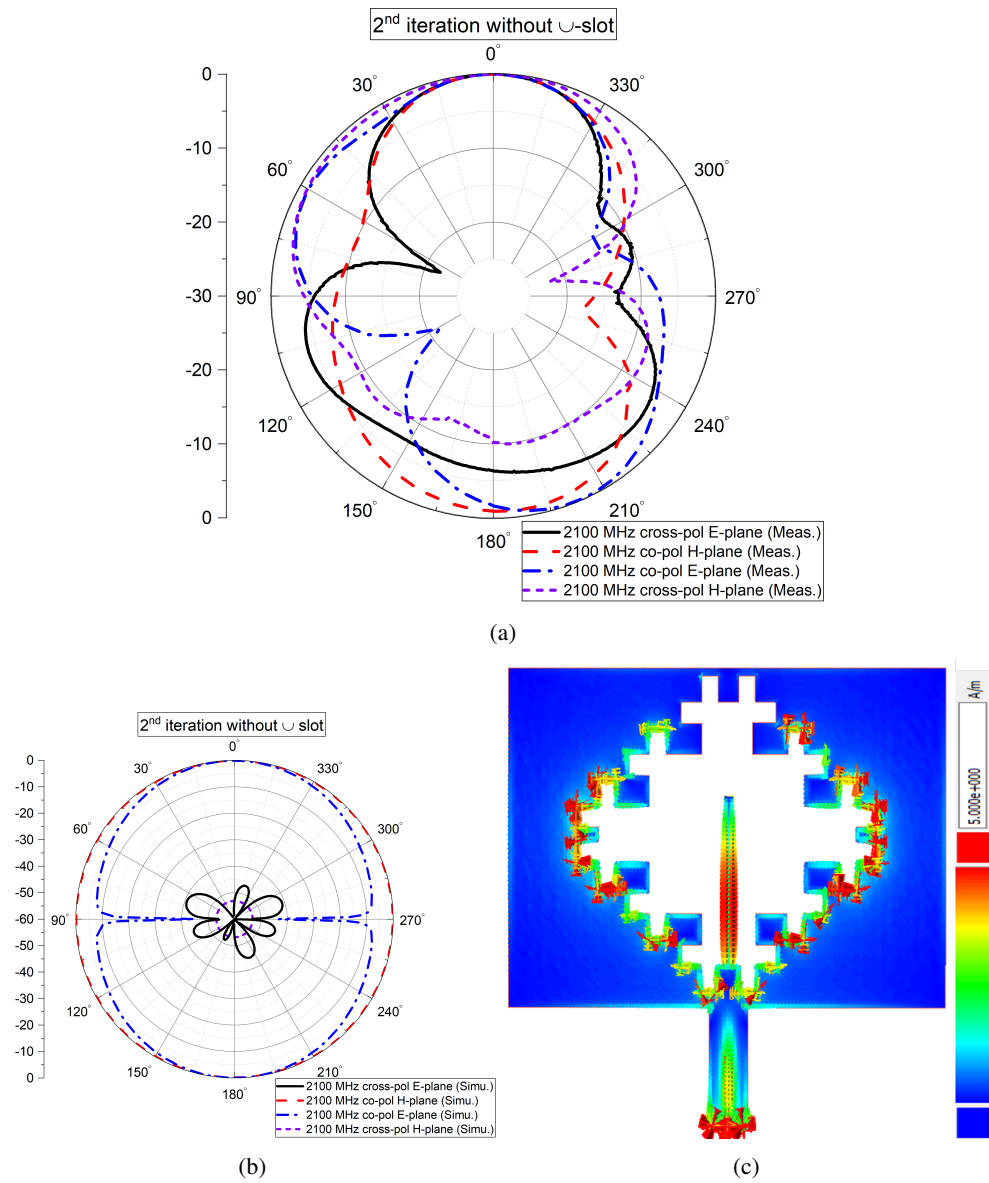 2nd iteration without ∪-slot
0°
0
30°
330°
-10
60°
300°
-20
90°
-30
270°
-20
120°
240°
-10
150°
210°
0
180°
2100 MHz cross-pol E-plane (Meas.)
2100 MHz co-pol H-plane (Meas.)
2100 MHz co-pol E-plane (Meas.)
2100 MHz cross-pol H-plane (Meas.)
(a)
2nd iteration without ∪ slot
0°
0
30°
330°
-10
-20
60°
300°
-30
-40
-50
90°
-60
270°
-50
-40
-30
120°
240°
-20
-10
150°
210°
0
180°
2100 MHz cross-pol E-plane (Simu.)
2100 MHz co-pol H-plane (Simu.)
2100 MHz co-pol E-plane (Simu.)
2100 MHz cross-pol H-plane (Simu.)
(b)
A/m
5.000e+000
(c)